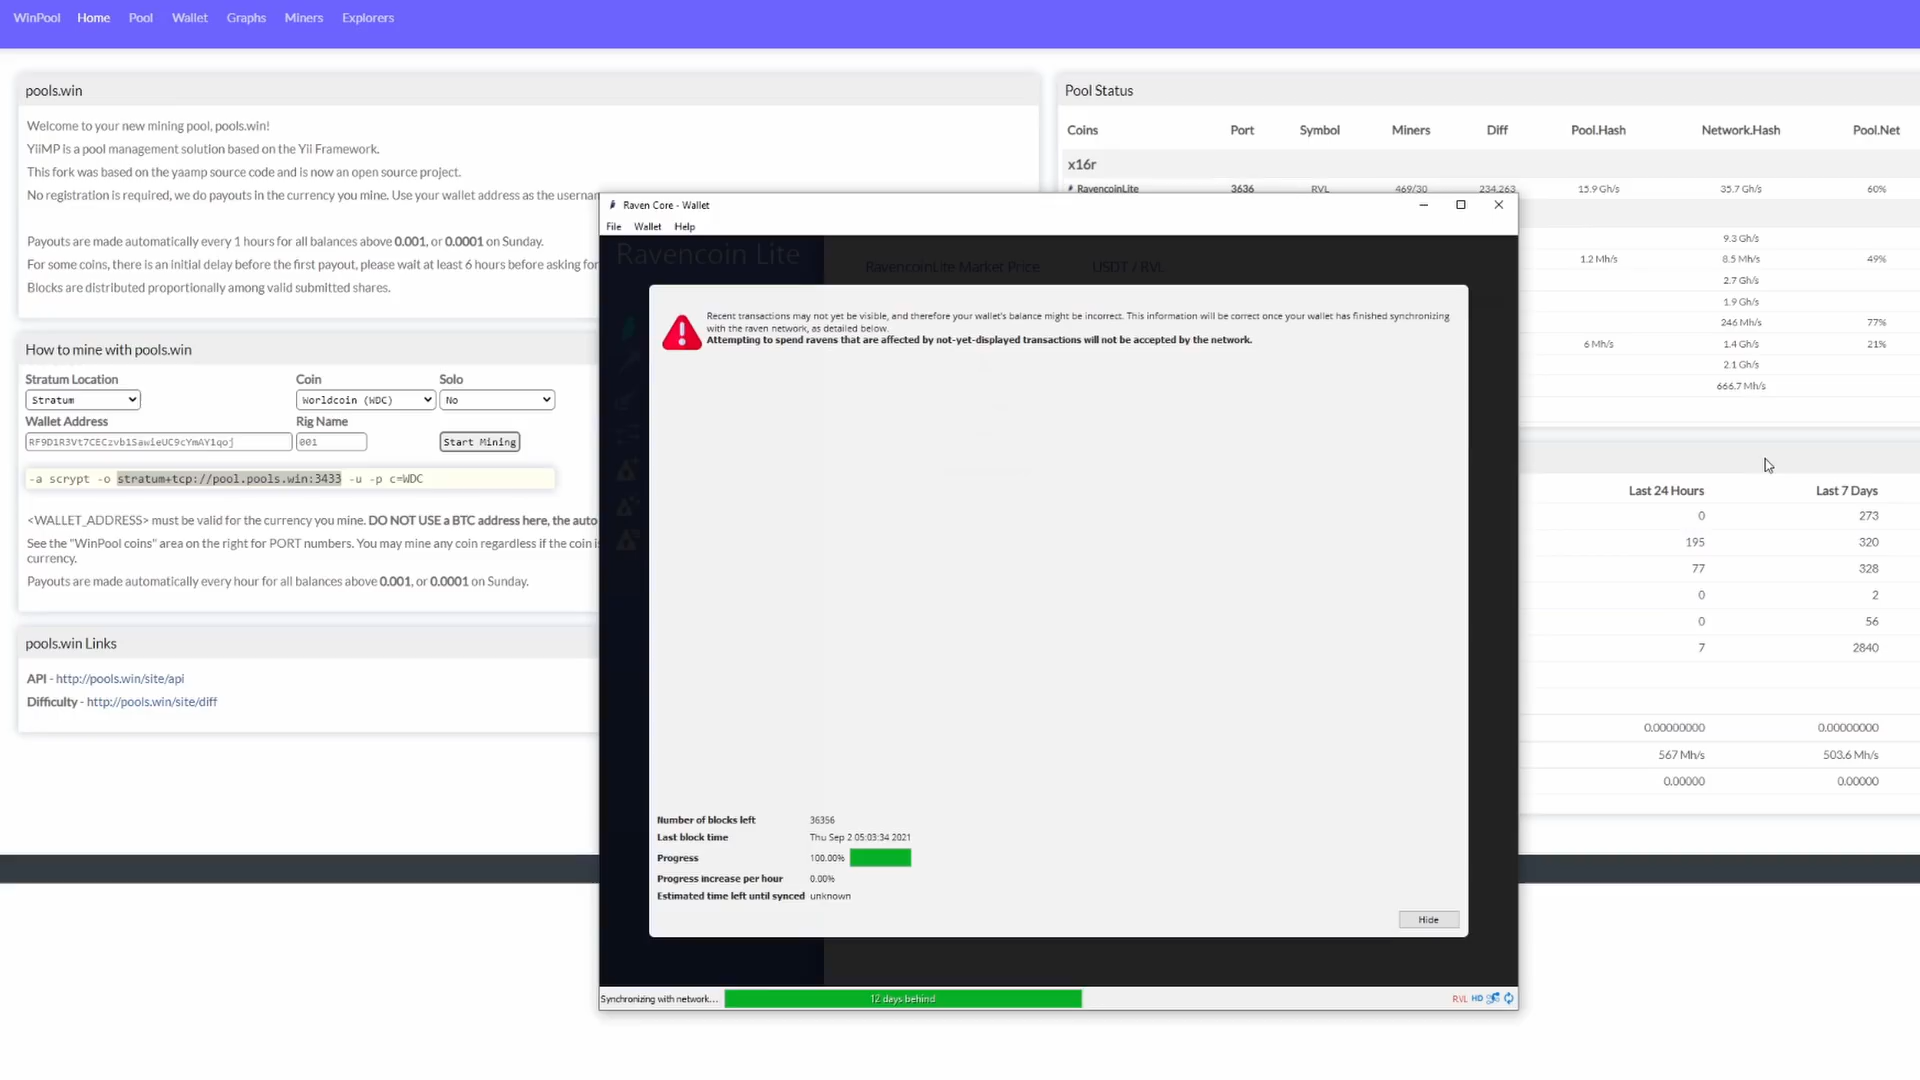 WinPool Home Pool Wallet Graphs Miners Explorers
pools.win
Welcome to your new mining pool, pools.win!
YiiMP is a pool management solution based on the Yii Framework.
This fork was based on the yaamp source code and is now an open source project.
No registration is required, we do payouts in the currency you mine. Use your wallet address as the userna
Payouts are made automatically every 1 hours for all balances above 0.001, or 0.0001 on Sunday.
For some coins, there is an initial delay before the first payout, please wait at least 6 hours before asking for
Blocks are distributed proportionally among valid submitted shares.
How to mine with pools.win
Stratum Location Coin Solo
Stratum Worldcoin (WDC) No
Wallet Address Rig Name
RF9D1R3Vt7CECzvb1SawieUC9cYmAY1qoj 001 Start Mining
-a scrypt -o stratum+tcp://pool.pools.win:3433 -u -p c=WDC
<WALLET_ADDRESS> must be valid for the currency you mine. DO NOT USE a BTC address here, the auto
See the "WinPool coins" area on the right for PORT numbers. You may mine any coin regardless if the coin is
currency.
Payouts are made automatically every hour for all balances above 0.001, or 0.0001 on Sunday.
pools.win Links
API - http://pools.win/site/api
Difficulty - http://pools.win/site/diff
Raven Core - Wallet
File Wallet Help
Ravencoin Lite
RavencoinLite Market Price USDT / RVL
Recent transactions may not yet be visible, and therefore your wallet's balance might be incorrect. This information will be correct once your wallet has finished synchronizing
with the raven network, as detailed below.
Attempting to spend ravens that are affected by not-yet-displayed transactions will not be accepted by the network.
Number of blocks left 36356
Last block time Thu Sep 2 05:03:34 2021
Progress 100.00%
Progress increase per hour 0.00%
Estimated time left until synced unknown
Hide
Synchronizing with network... 12 days behind RVL HD
Pool Status
Coins Port Symbol Miners Diff Pool.Hash Network.Hash Pool.Net
x16r
RavencoinLite 3636 RVL 469/30 234.263 15.9 Gh/s 35.7 Gh/s 60%
9.3 Gh/s
1.2 Mh/s 8.5 Mh/s 49%
2.7 Gh/s
1.9 Gh/s
246 Mh/s 77%
6 Mh/s 1.4 Gh/s 21%
2.1 Gh/s
666.7 Mh/s
Last 24 Hours Last 7 Days
0 273
195 320
77 328
0 2
0 56
7 2840
0.00000000 0.00000000
567 Mh/s 503.6 Mh/s
0.00000 0.00000